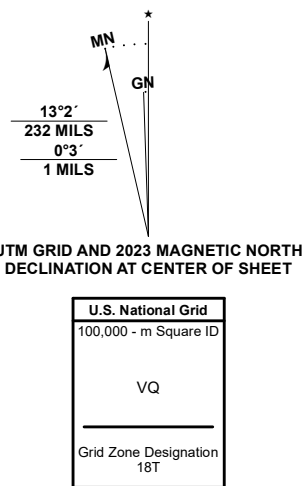 ★
MN
GN
13°2´
232 MILS
0°3´
1 MILS
UTM GRID AND 2023 MAGNETIC NORTH
DECLINATION AT CENTER OF SHEET
U.S. National Grid
100,000 - m Square ID
VQ
Grid Zone Designation
18T